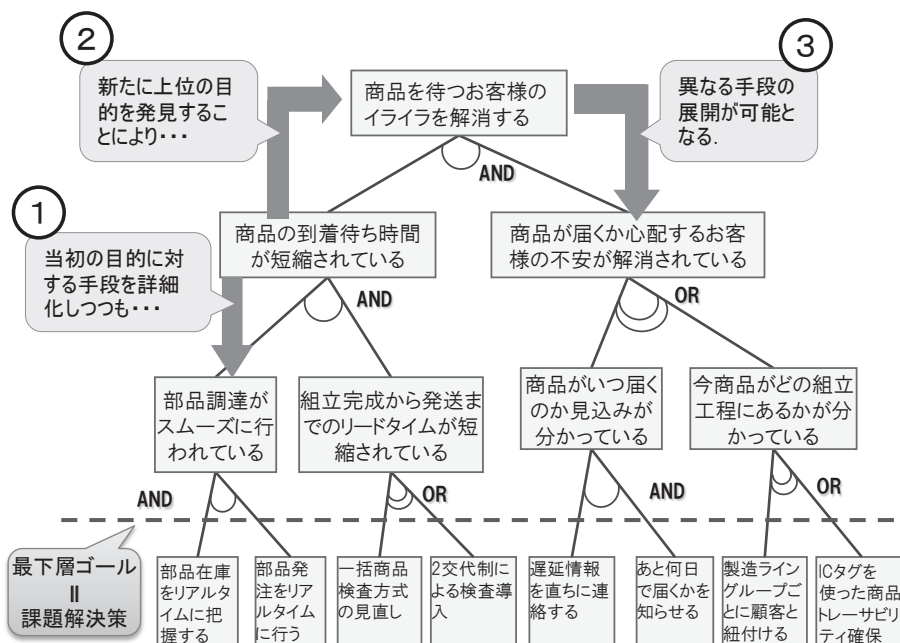 ②
③
新たに上位の目
的を発見するこ
とにより・・・
商品を待つお客様の
イライラを解消する
異なる手段の
展開が可能と
なる.
AND
①
当初の目的に対
する手段を詳細
化しつつも・・・
商品の到着待ち時間
が短縮されている
商品が届くか心配するお客
様の不安が解消されている
AND
OR
部品調達が
スムーズに行
われている
組立完成から発送ま
でのリードタイムが短
縮されている
商品がいつ届く
のか見込みが
分かっている
今商品がどの組立
工程にあるかが分
かっている
AND
OR
AND
OR
最下層ゴール
II
課題解決策
部品在庫
をリアルタ
イムに把
握する
部品発
注をリア
ルタイム
に行う
一括商品
検査方式
の見直し
2交代制に
よる検査導
入
遅延情報
を直ちに連
絡する
あと何日
で届くかを
知らせる
製造ライン
グループご
とに顧客と
紐付ける
ICタグを
使った商品
トレーサビリ
ティ確保